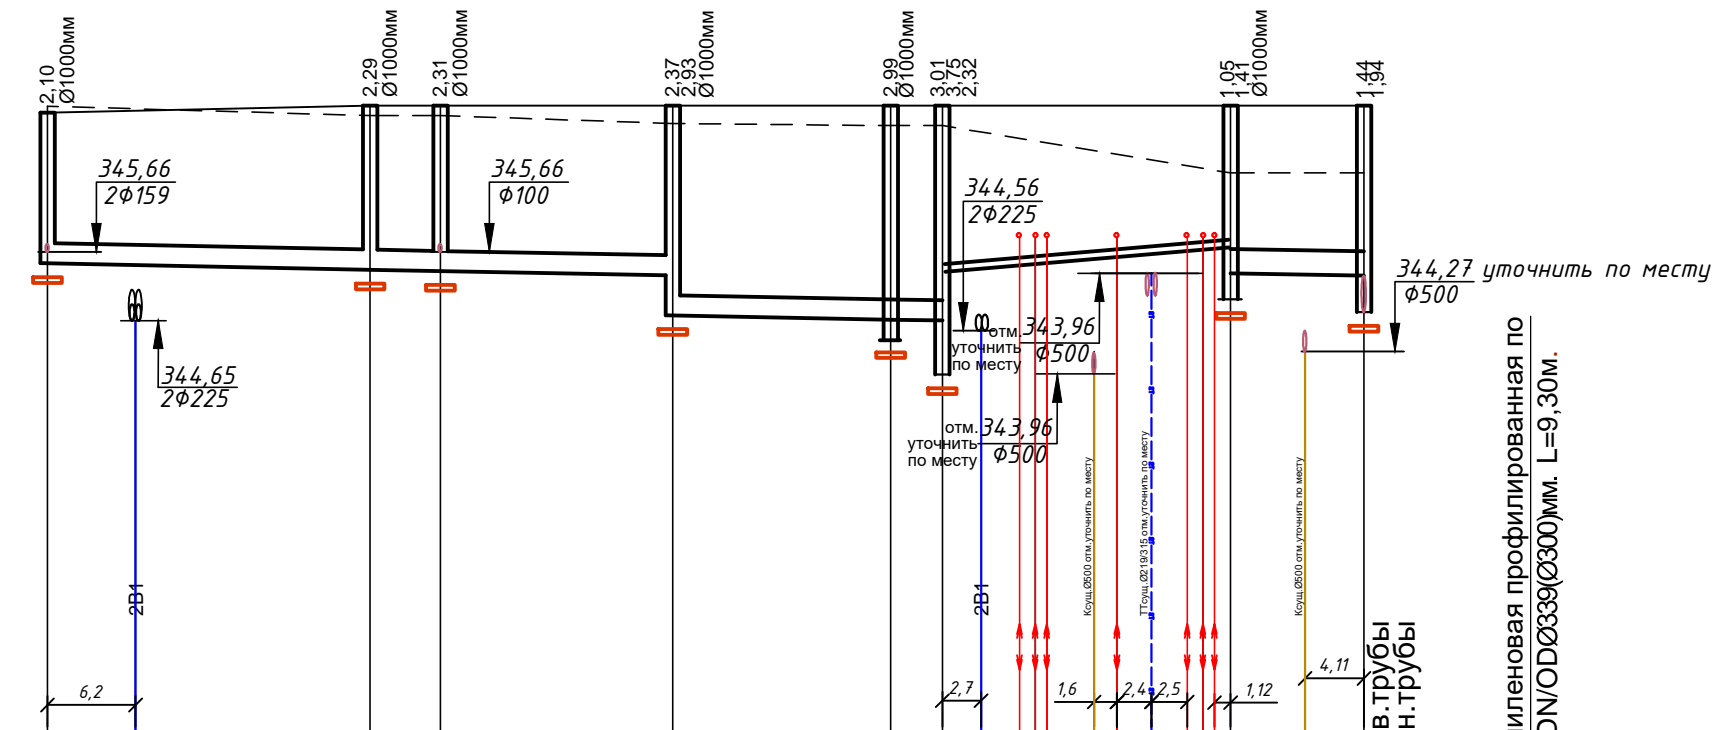 2,10
Ø1000мм
2,29
Ø1000мм
2,31
Ø1000мм
2,37
2,93
Ø1000мм
2,99
Ø1000мм
3,01
3,75
2,32
1,05
1,41
Ø1000мм
1,44
1,94
345,66
2Ф159
345,66
Ф100
344,56
2Ф225
344,27 уточнить по месту
Ф500
отм.
уточнить
по месту
343,96
Ф500
344,65
2Ф225
отм.
уточнить
по месту
343,96
Ф500
Ксущ.Ø500 отм.уточнить по месту
ТТсущ.Ø219/315 отм.уточнить по месту
Ксущ.Ø500 отм.уточнить по месту
2В1
2В1
6,2
2,7
1,6
2,4
2,5
1,12
4,11
в.трубы
н.трубы
иленовая профилированная по
DN/ODØ339(Ø300)мм. L=9,30м.